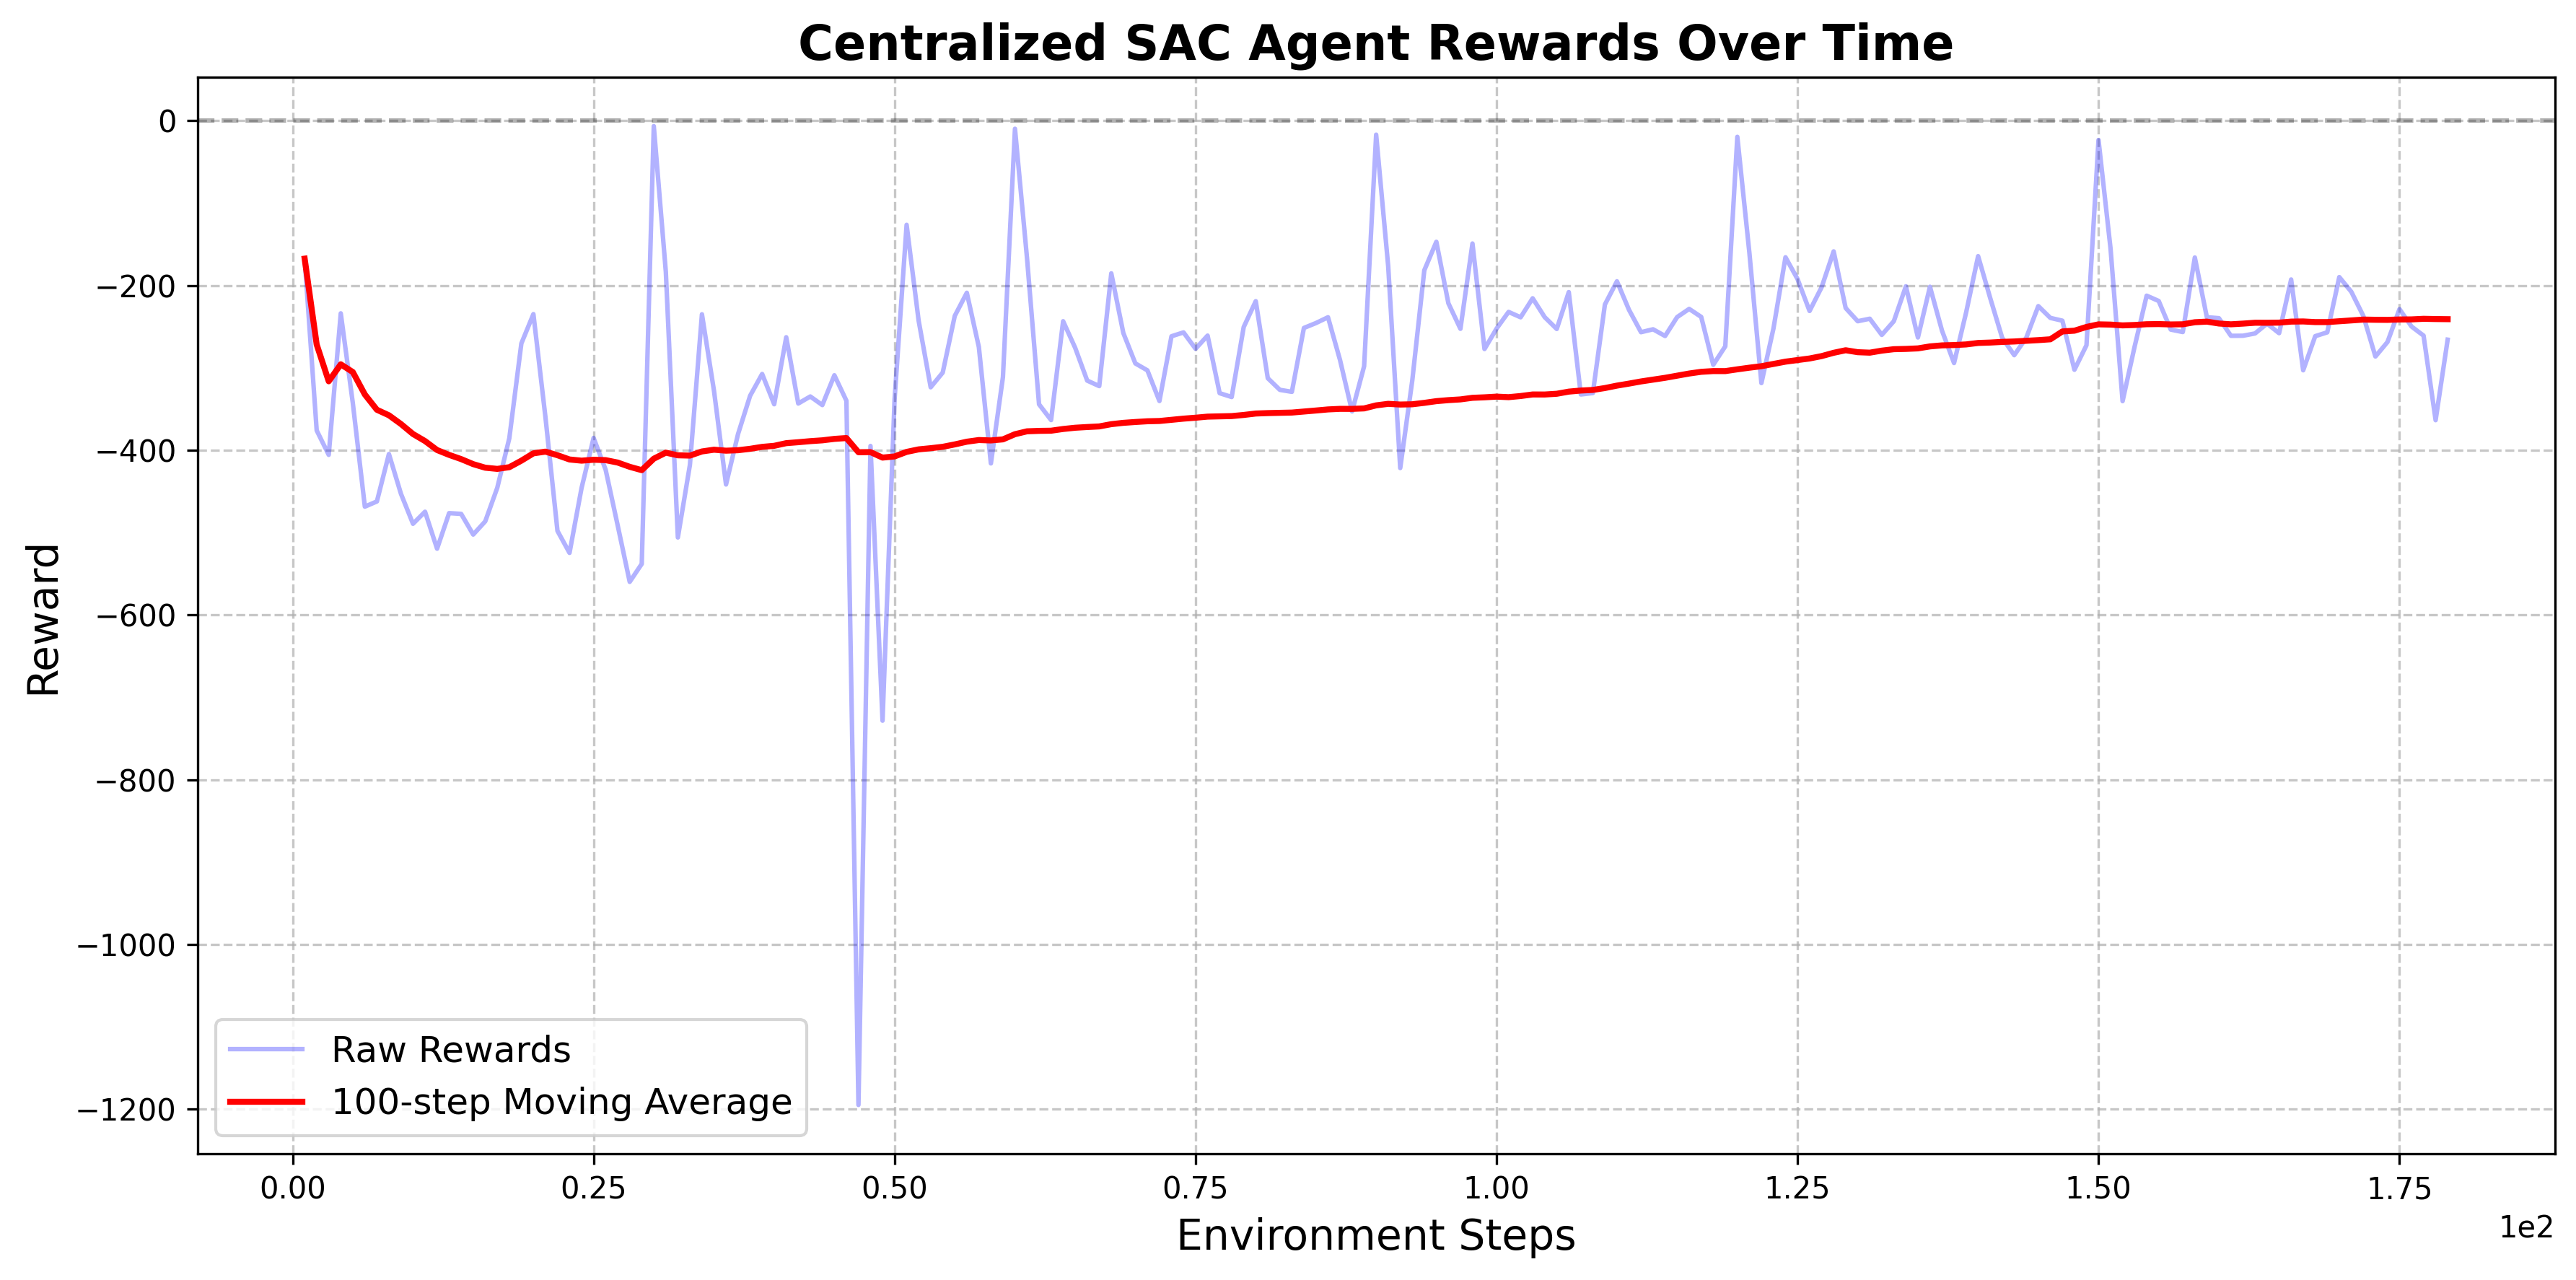 Centralized SAC Agent Rewards Over Time
0
−200
−400
−600
−800
−1000
−1200
Reward
Raw Rewards
100-step Moving Average
0.00 0.25 0.50 0.75 1.00 1.25 1.50 1.75
1e2
Environment Steps